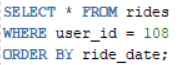 SELECT * FROM rides
WHERE user_id = 108
ORDER BY ride_date;